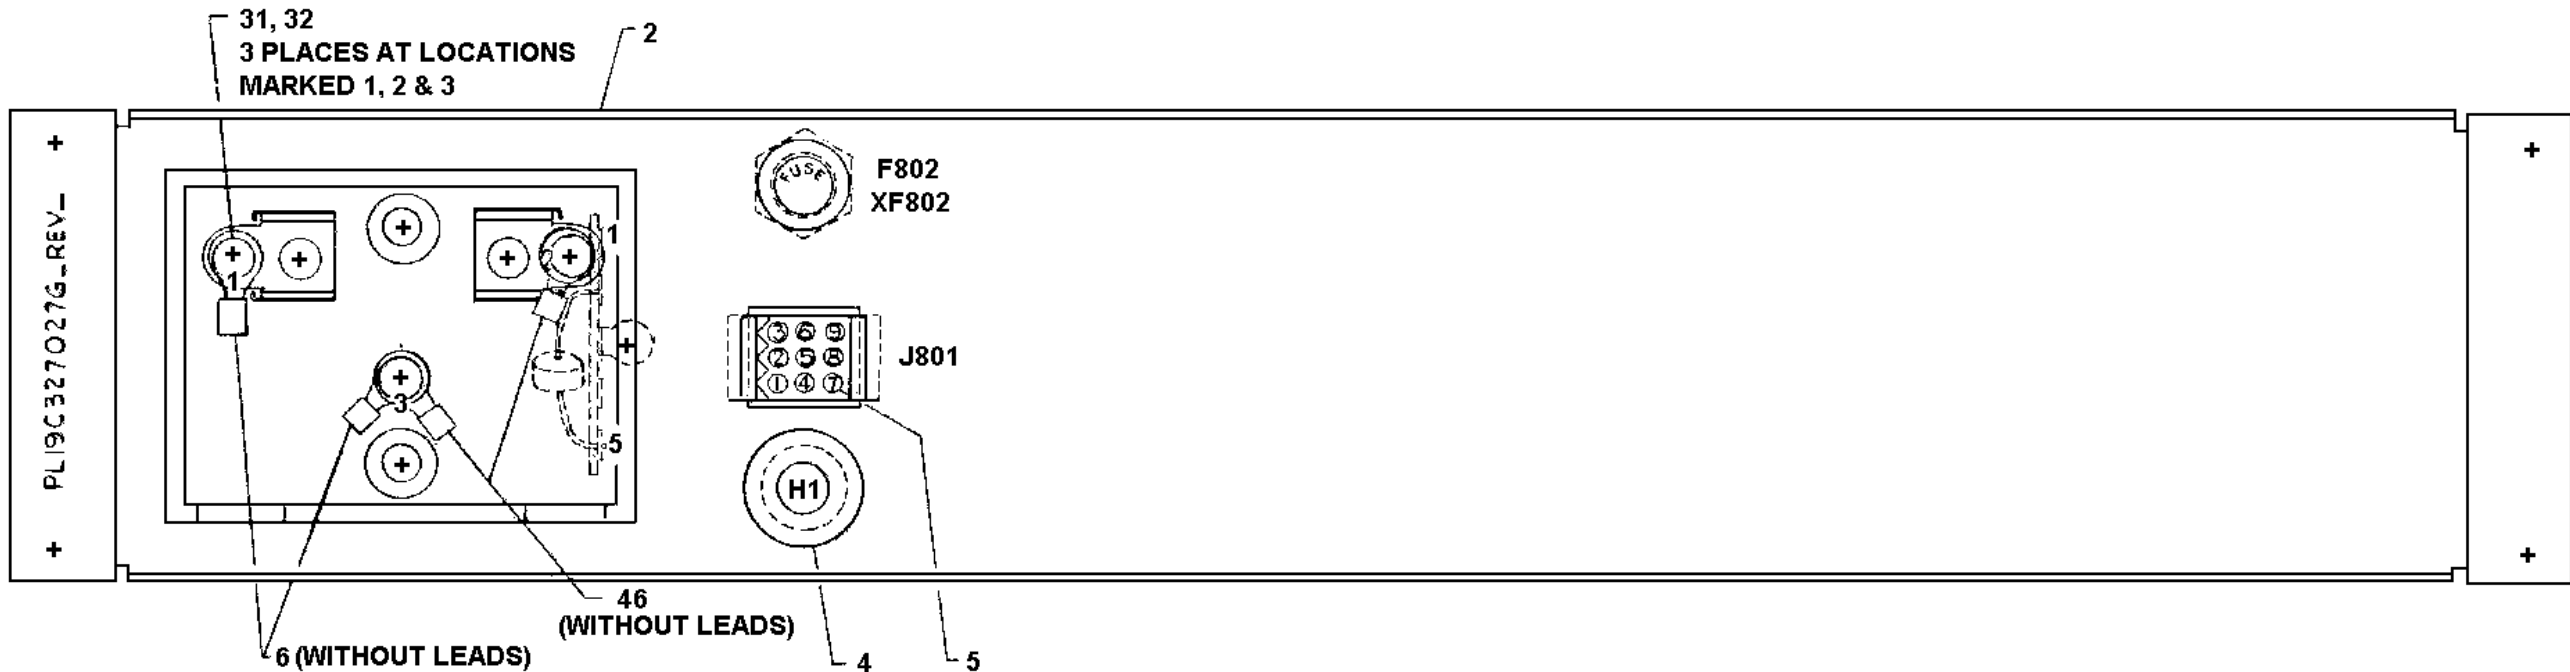 31, 32
3 PLACES AT LOCATIONS
MARKED 1, 2 & 3
2
PL19C327027G_REV_
FUSE
F802
XF802
1
1
2
3
5
3 6 9
2 5 8
1 4 7
J801
H1
46
(WITHOUT LEADS)
6 (WITHOUT LEADS)
4
5